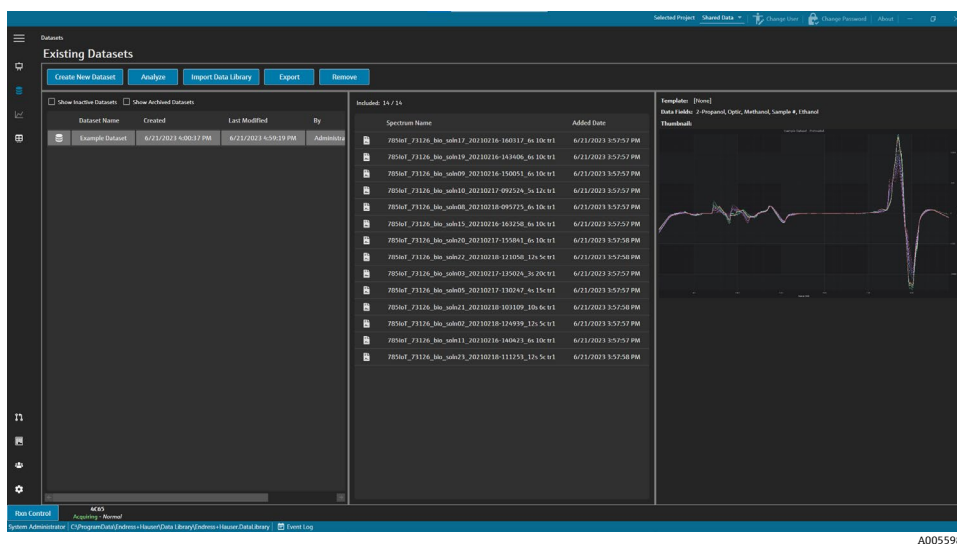 Selected Project Shared Data Change User Change Password About
Datasets
Existing Datasets
Create New Dataset Analyze Import Data Library Export Remove
Show Inactive Datasets Show Archived Datasets
Dataset Name Created Last Modified By
Example Dataset 6/21/2023 4:00:37 PM 6/21/2023 4:59:19 PM Administra
Included: 14 / 14
Spectrum Name Added Date
785IoT_73126_bio_soln17_20210216-160317_6s 10c tr1 6/21/2023 3:57:57 PM
785IoT_73126_bio_soln19_20210216-143406_6s 10c tr1 6/21/2023 3:57:57 PM
785IoT_73126_bio_soln09_20210216-150051_6s 10c tr1 6/21/2023 3:57:57 PM
785IoT_73126_bio_soln10_20210217-092524_5s 12c tr1 6/21/2023 3:57:57 PM
785IoT_73126_bio_soln08_20210218-095725_6s 10c tr1 6/21/2023 3:57:57 PM
785IoT_73126_bio_soln15_20210216-163258_6s 10c tr1 6/21/2023 3:57:57 PM
785IoT_73126_bio_soln20_20210217-155841_6s 10c tr1 6/21/2023 3:57:58 PM
785IoT_73126_bio_soln22_20210218-121058_12s 5c tr1 6/21/2023 3:57:58 PM
785IoT_73126_bio_soln03_20210217-135024_3s 20c tr1 6/21/2023 3:57:57 PM
785IoT_73126_bio_soln05_20210217-130247_4s 15c tr1 6/21/2023 3:57:57 PM
785IoT_73126_bio_soln21_20210218-103109_10s 6c tr1 6/21/2023 3:57:58 PM
785IoT_73126_bio_soln02_20210218-124939_12s 5c tr1 6/21/2023 3:57:57 PM
785IoT_73126_bio_soln11_20210216-140423_6s 10c tr1 6/21/2023 3:57:57 PM
785IoT_73126_bio_soln23_20210218-111253_12s 5c tr1 6/21/2023 3:57:58 PM
Template: [None]
Data Fields: 2-Propanol, Optic, Methanol, Sample #, Ethanol
Thumbnail:
Rxn Control
4C65
Acquiring - Normal
System Administrator C:\ProgramData\Endress+Hauser\Data Library\Endress+Hauser.DataLibrary Event Log
A005598